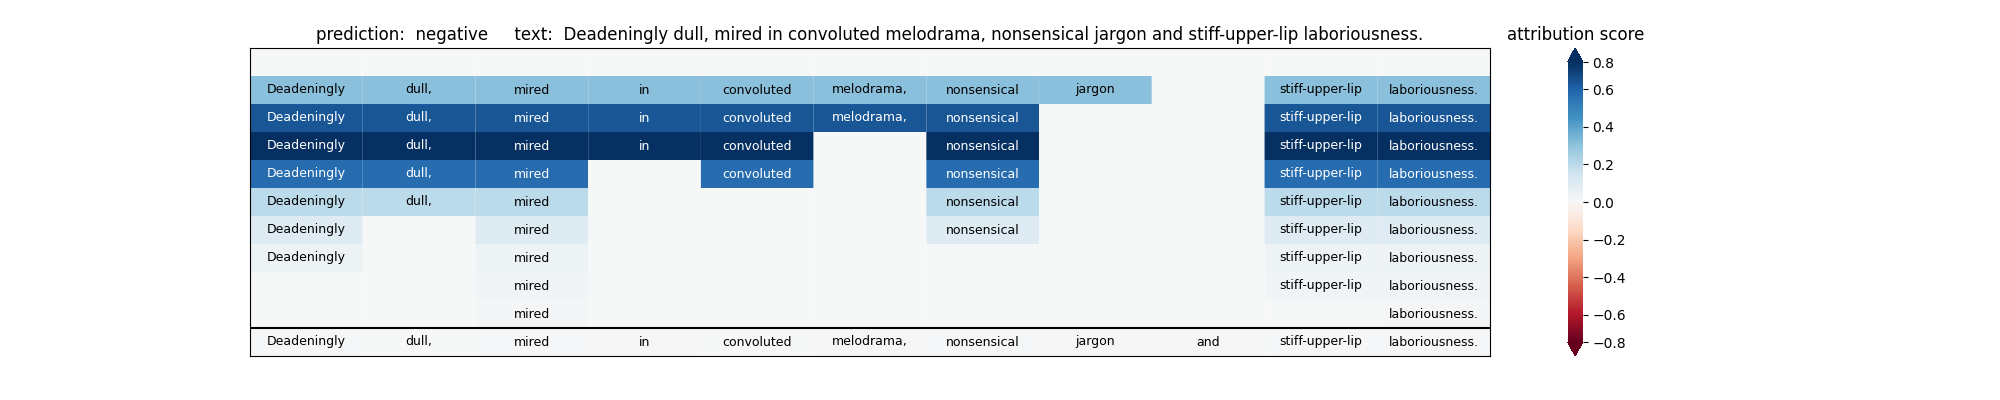 prediction:  negative     text:  Deadeningly dull, mired in convoluted melodrama, nonsensical jargon and stiff-upper-lip laboriousness.
attribution score
Deadeningly dull, mired in convoluted melodrama, nonsensical jargon stiff-upper-lip laboriousness.
Deadeningly dull, mired in convoluted melodrama, nonsensical stiff-upper-lip laboriousness.
Deadeningly dull, mired in convoluted nonsensical stiff-upper-lip laboriousness.
Deadeningly dull, mired convoluted nonsensical stiff-upper-lip laboriousness.
Deadeningly dull, mired nonsensical stiff-upper-lip laboriousness.
Deadeningly mired nonsensical stiff-upper-lip laboriousness.
Deadeningly mired stiff-upper-lip laboriousness.
mired stiff-upper-lip laboriousness.
mired laboriousness.
Deadeningly dull, mired in convoluted melodrama, nonsensical jargon and stiff-upper-lip laboriousness.
0.8
0.6
0.4
0.2
0.0
−0.2
−0.4
−0.6
−0.8